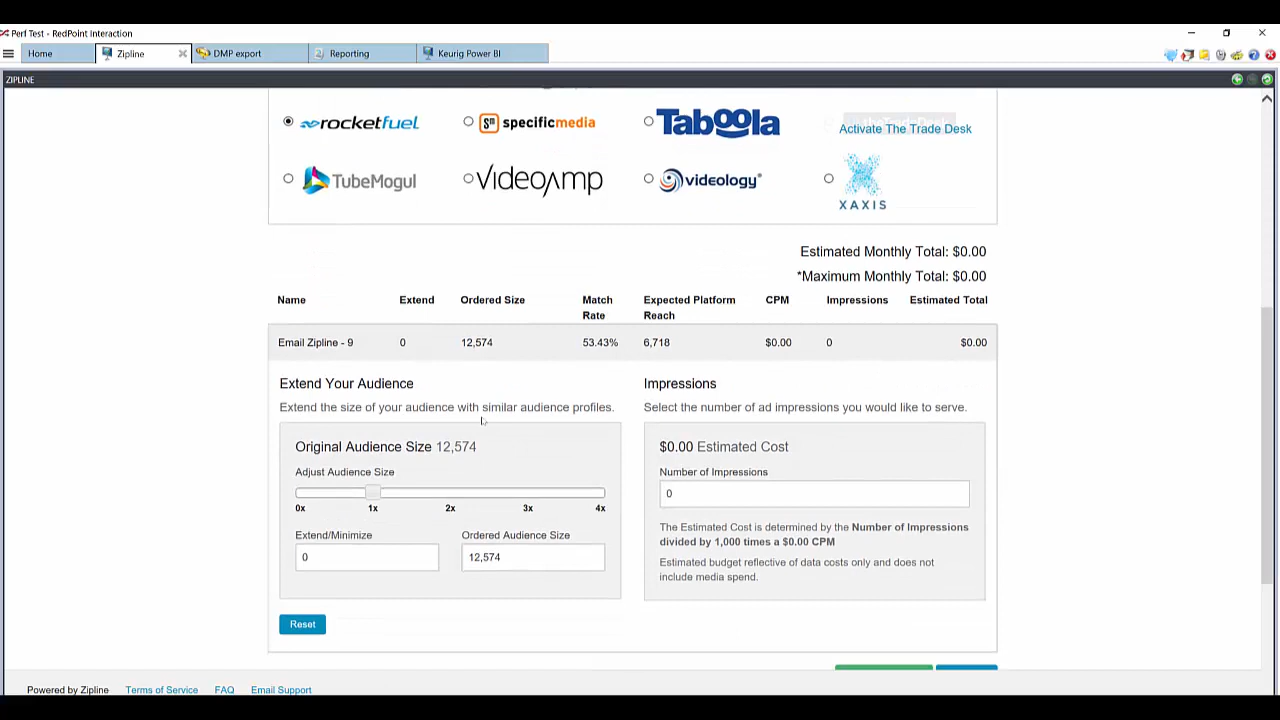 Perf Test - RedPoint Interaction
Home
Zipline
DMP export
Reporting
Keurig Power BI
ZIPLINE
rocketfuel
specificmedia
Taboola
Activate The Trade Desk
TubeMogul
VideoAmp
videology
XAXIS
Estimated Monthly Total: $0.00
*Maximum Monthly Total: $0.00
Name Extend Ordered Size Match Rate Expected Platform Reach CPM Impressions Estimated Total
Email Zipline - 9 0 12,574 53.43% 6,718 $0.00 0 $0.00
Extend Your Audience
Extend the size of your audience with similar audience profiles.
Original Audience Size 12,574
Adjust Audience Size
0x 1x 2x 3x 4x
Extend/Minimize Ordered Audience Size
0 12,574
Reset
Impressions
Select the number of ad impressions you would like to serve.
$0.00 Estimated Cost
Number of Impressions
0
The Estimated Cost is determined by the Number of Impressions
divided by 1,000 times a $0.00 CPM
Estimated budget reflective of data costs only and does not
include media spend.
Powered by Zipline Terms of Service FAQ Email Support